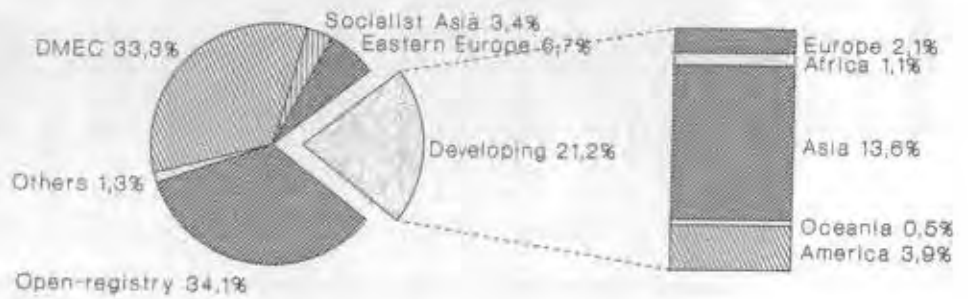 Socialist Asia 3,4%
DMEC 33,3%
Eastern Europe 6,7%
Europe 2,1%
Africa 1,1%
Developing 21,2%
Asia 13,6%
Others 1,3%
Oceania 0,5%
America 3,9%
Open-registry 34,1%